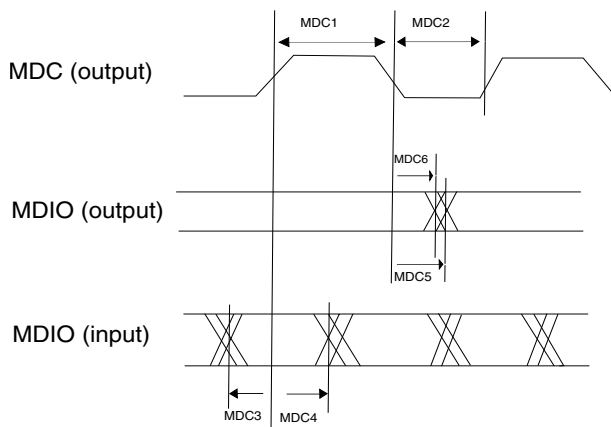 MDC1
MDC2
MDC (output)
MDC6
MDIO (output)
MDC5
MDIO (input)
MDC3
MDC4